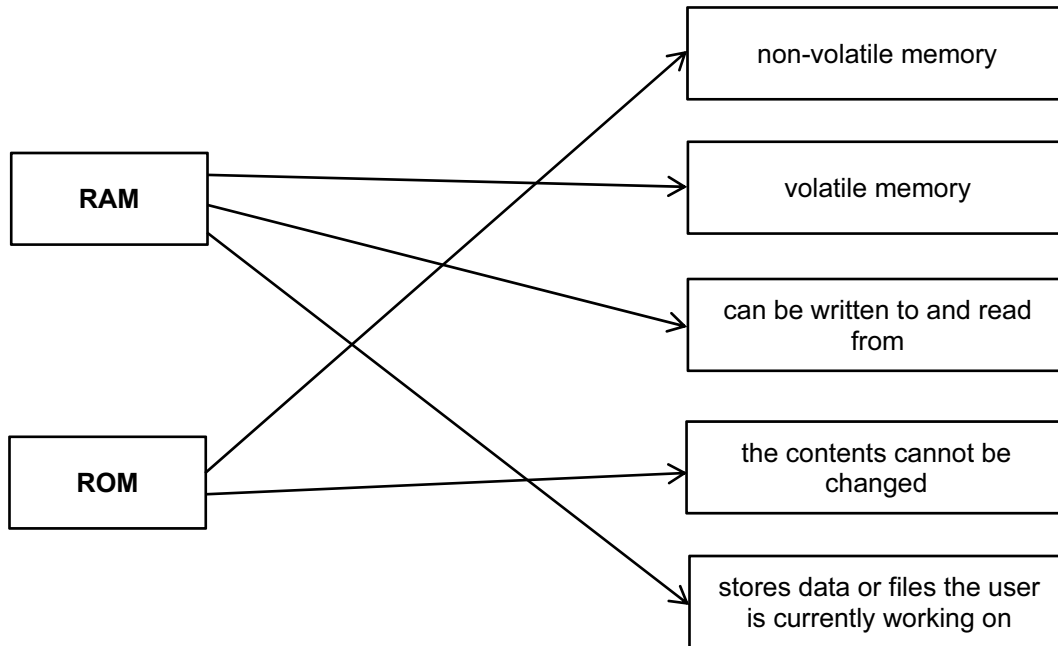 non-volatile memory
RAM
volatile memory
can be written to and read
from
ROM
the contents cannot be
changed
stores data or files the user
is currently working on